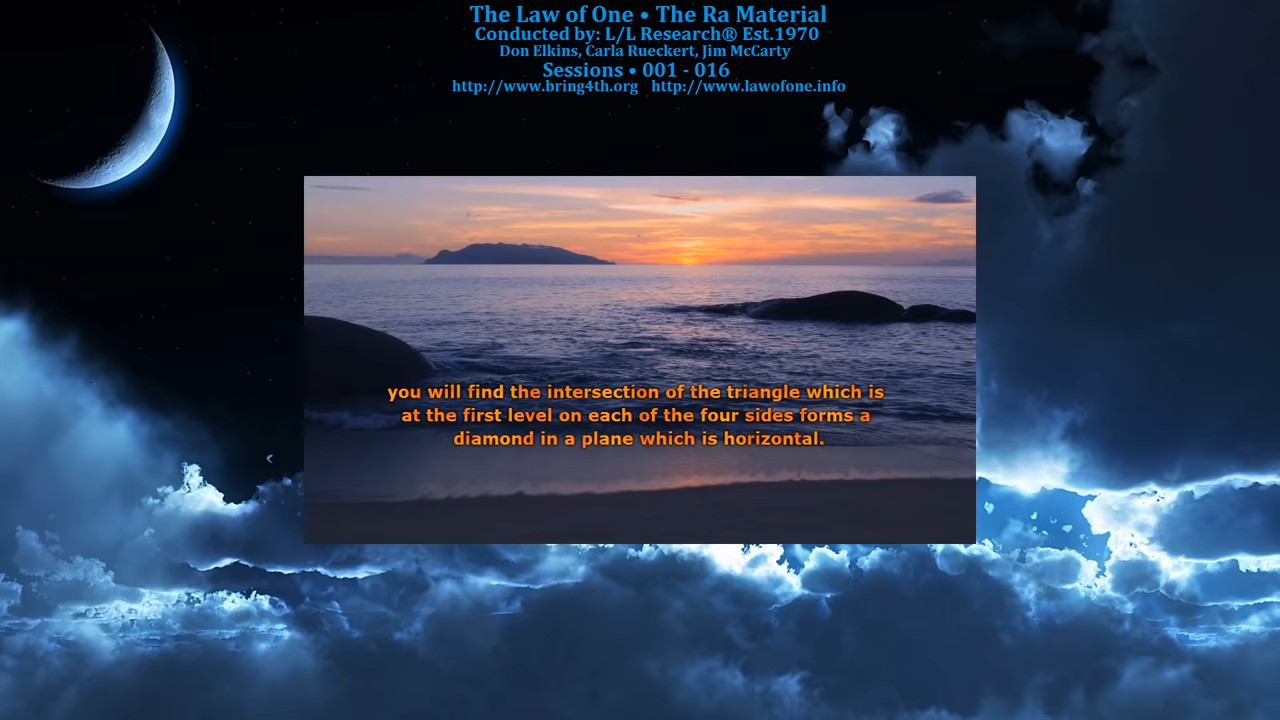 The Law of One • The Ra Material
Conducted by: L/L Research® Est.1970
Don Elkins, Carla Rueckert, Jim McCarty
Sessions • 001 - 016
http://www.bring4th.org http://www.lawofone.info
you will find the intersection of the triangle which is
at the first level on each of the four sides forms a
diamond in a plane which is horizontal.